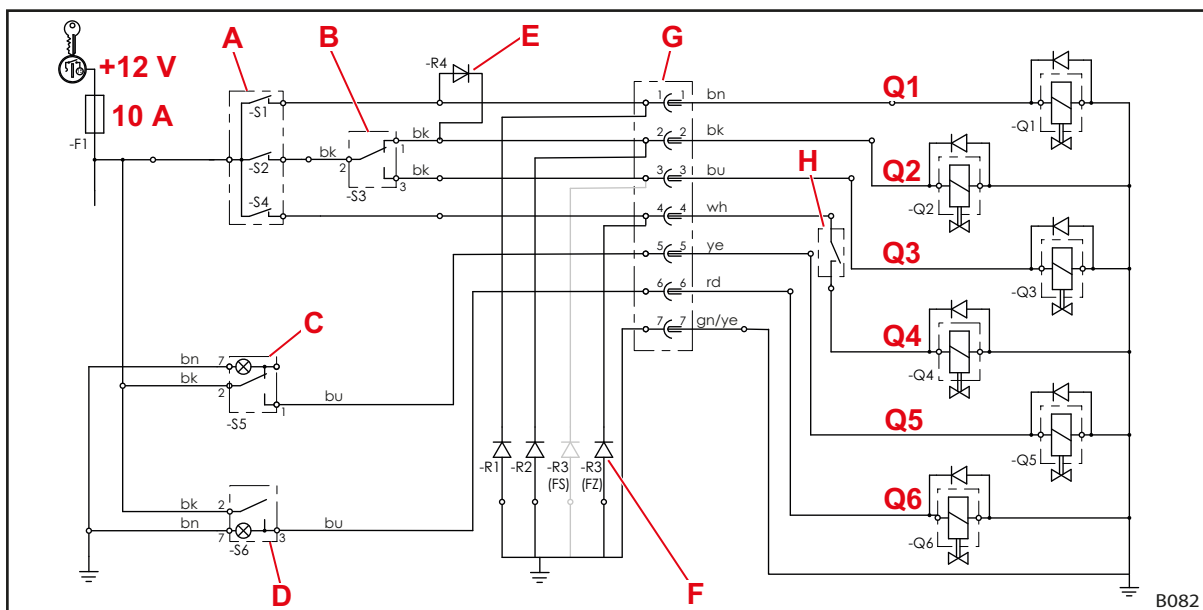 A B E G
+12 V -R4
10 A -S1 1 1 bn Q1 -Q1
-F1 bk 1 2 2 bk
-S2 bk 2 bk 3 3 bu H Q2 -Q2
-S3 3
-S4 4 4 wh
5 5 ye Q3 -Q3
6 6 rd
C 7 7 gn/ye Q4 -Q4
bn 7
bk 2 1 bu
-S5 Q5 -Q5
-R1 -R2 -R3 (FS) -R3 (FZ)
bk 2 Q6 -Q6
bn 7 3 bu
-S6
D F
B082